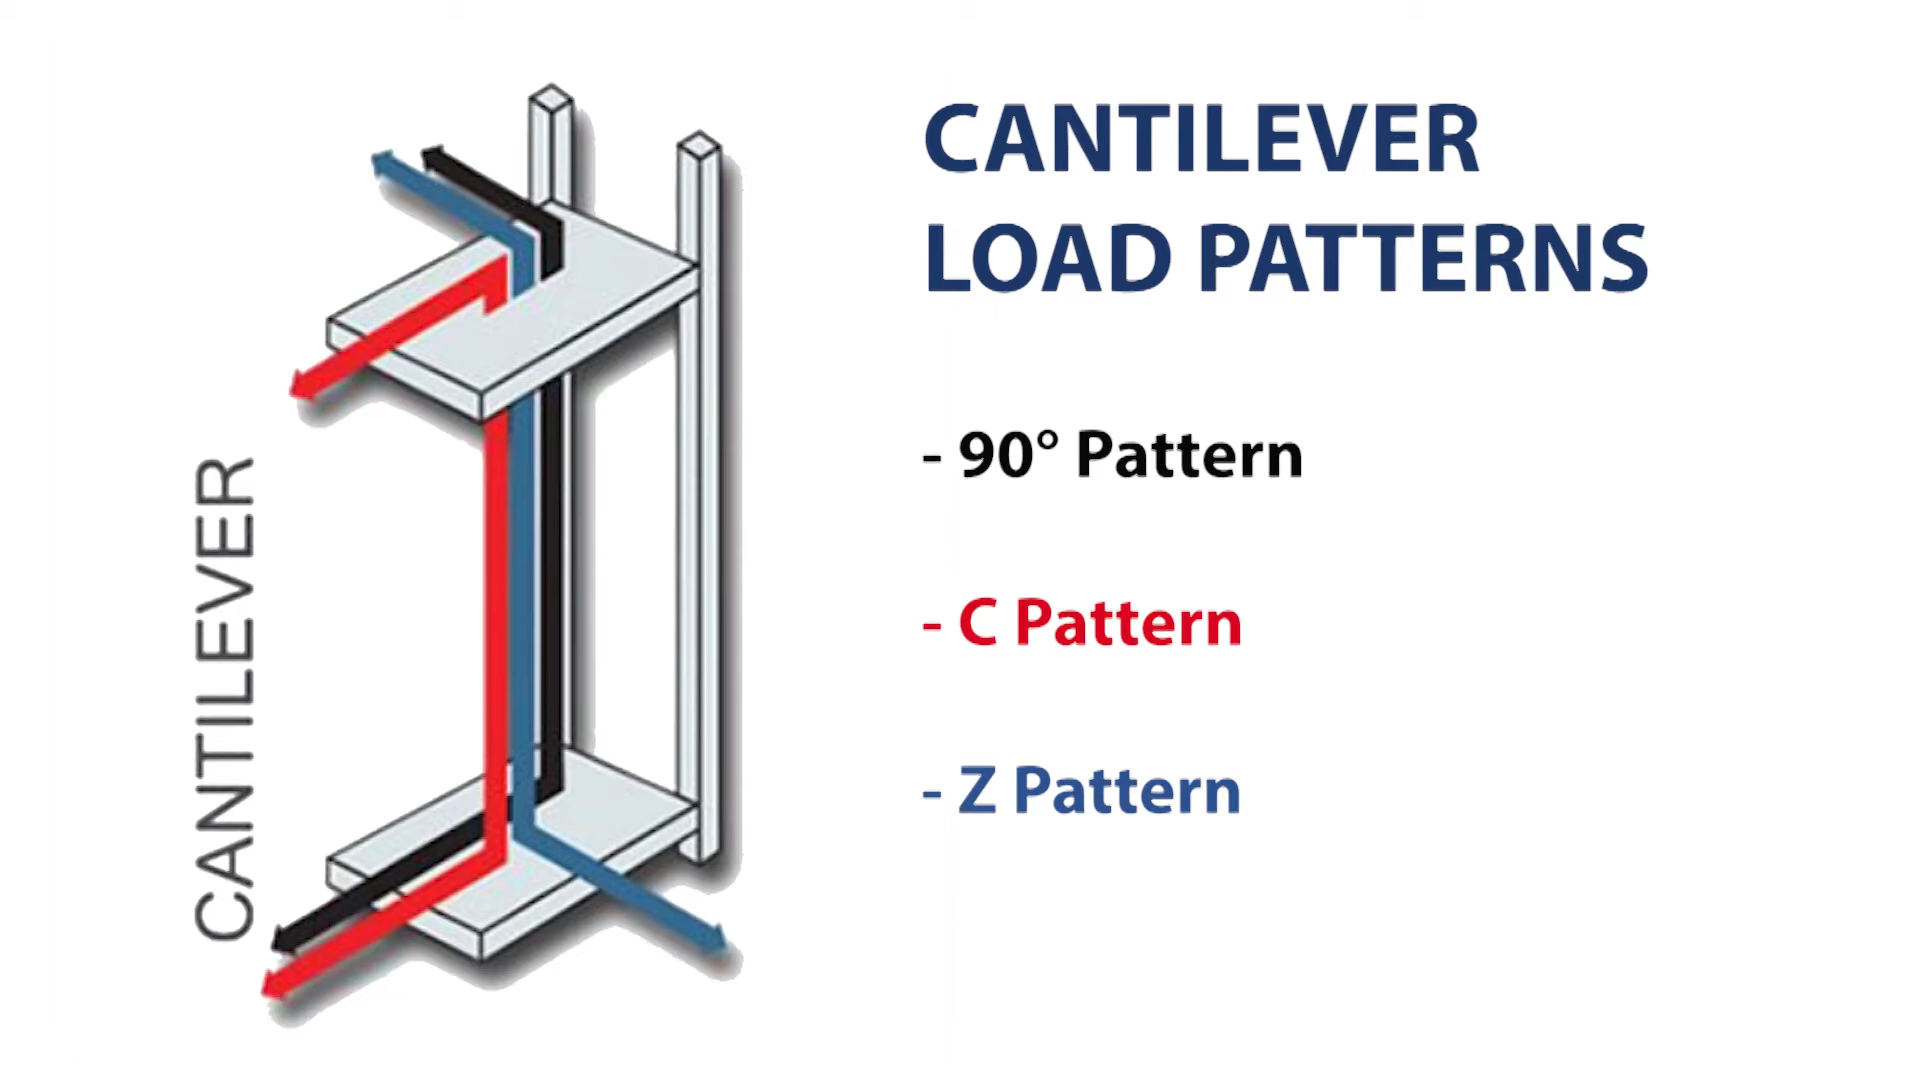 CANTILEVER
LOAD PATTERNS
- 90° Pattern
- C Pattern
- Z Pattern
CANTILEVER